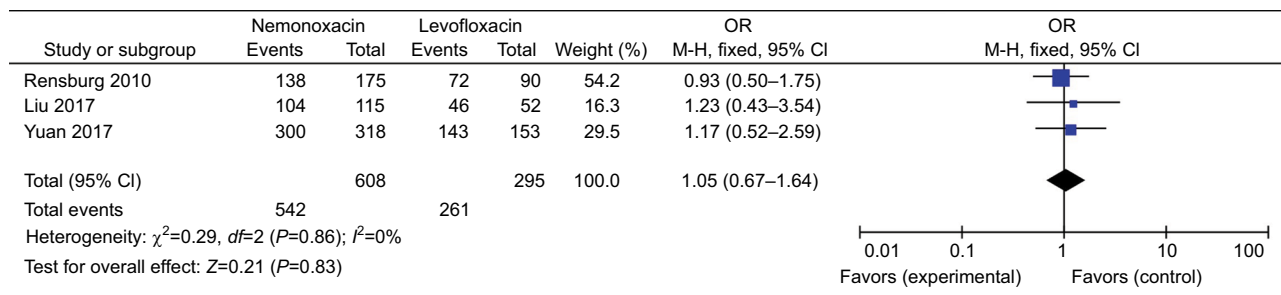 Nemonoxacin Levofloxacin OR OR
Study or subgroup Events Total Events Total Weight (%) M-H, fixed, 95% CI M-H, fixed, 95% CI
Rensburg 2010 138 175 72 90 54.2 0.93 (0.50–1.75)
Liu 2017 104 115 46 52 16.3 1.23 (0.43–3.54)
Yuan 2017 300 318 143 153 29.5 1.17 (0.52–2.59)
Total (95% CI) 608 295 100.0 1.05 (0.67–1.64)
Total events 542 261
Heterogeneity: χ²=0.29, df=2 (P=0.86); I²=0%
Test for overall effect: Z=0.21 (P=0.83)
0.01 0.1 1 10 100
Favors (experimental) Favors (control)